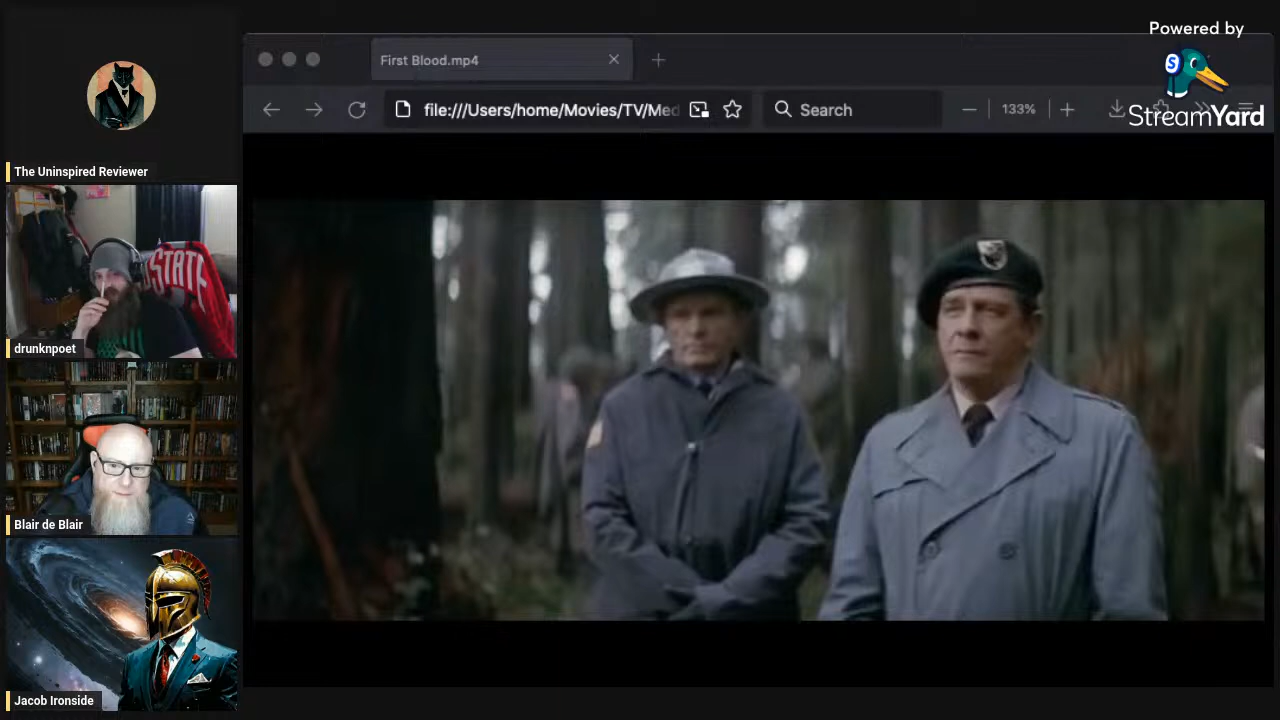 Powered by
StreamYard
First Blood.mp4
file:///Users/home/Movies/TV/Med
Search
133%
The Uninspired Reviewer
STATE
drunknpoet
Blair de Blair
Jacob Ironside